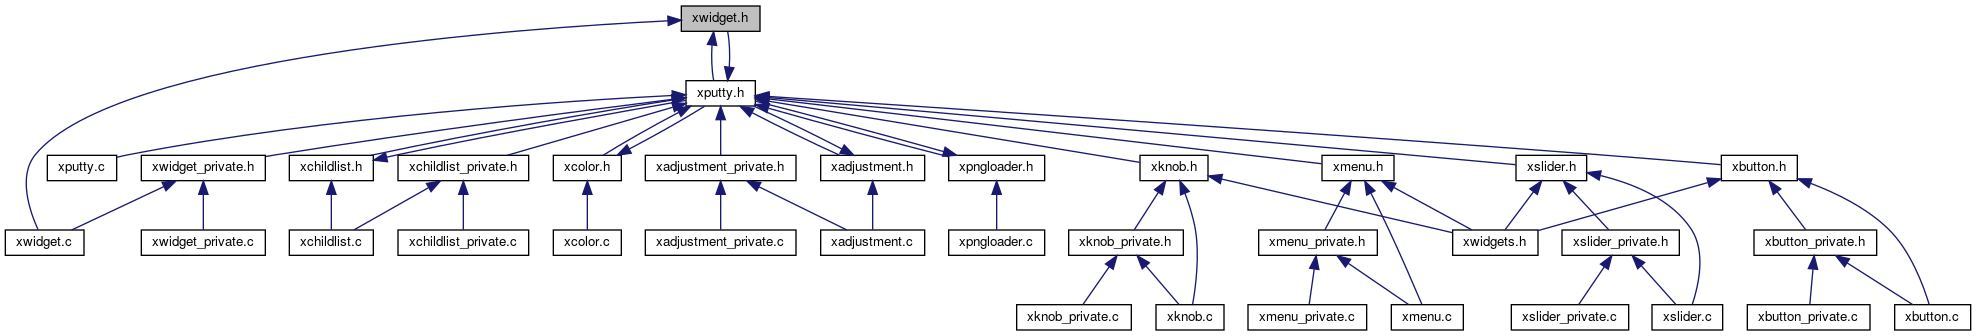 xwidget.h
xputty.h
xputty.c
xwidget_private.h
xchildlist.h
xchildlist_private.h
xcolor.h
xadjustment_private.h
xadjustment.h
xpngloader.h
xknob.h
xmenu.h
xslider.h
xbutton.h
xwidget.c
xwidget_private.c
xchildlist.c
xchildlist_private.c
xcolor.c
xadjustment_private.c
xadjustment.c
xpngloader.c
xknob_private.h
xmenu_private.h
xwidgets.h
xslider_private.h
xbutton_private.h
xknob_private.c
xknob.c
xmenu_private.c
xmenu.c
xslider_private.c
xslider.c
xbutton_private.c
xbutton.c